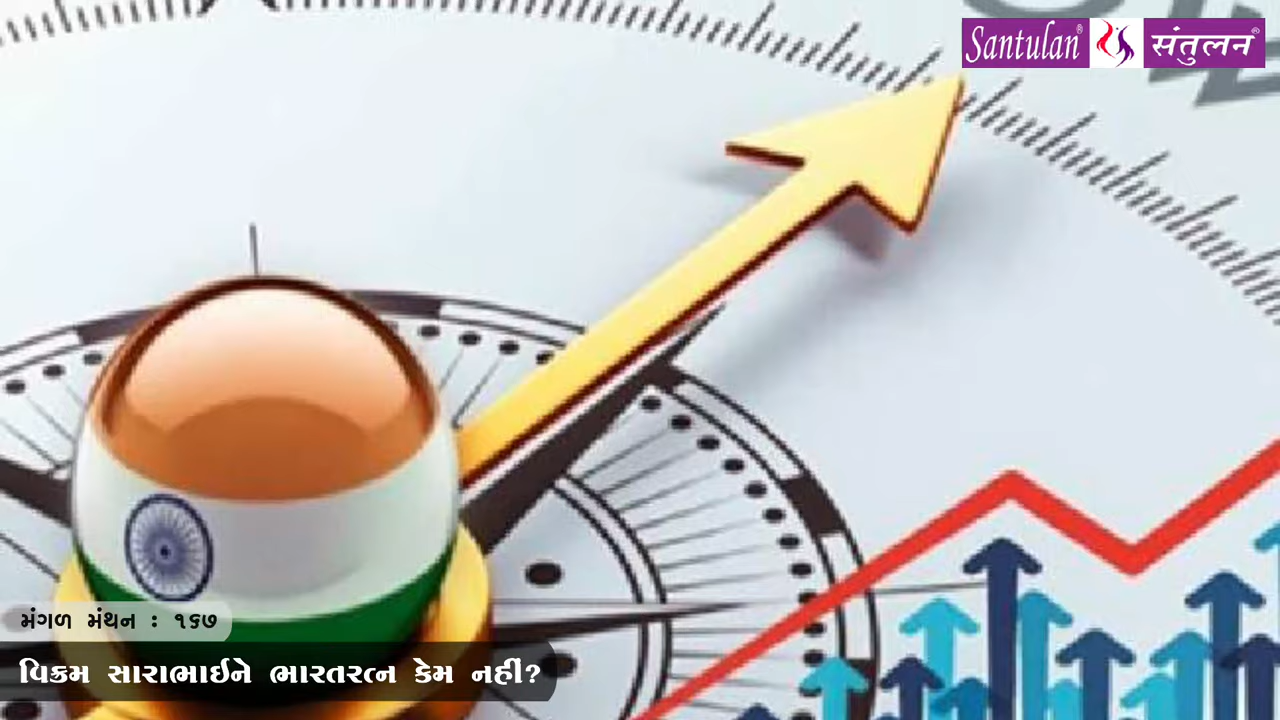 Santulan® संतुलन®
મંગળ મંથન : ૧૬૭
વિક્રમ સારાભાઈને ભારતરત્ન કેમ નહીં?